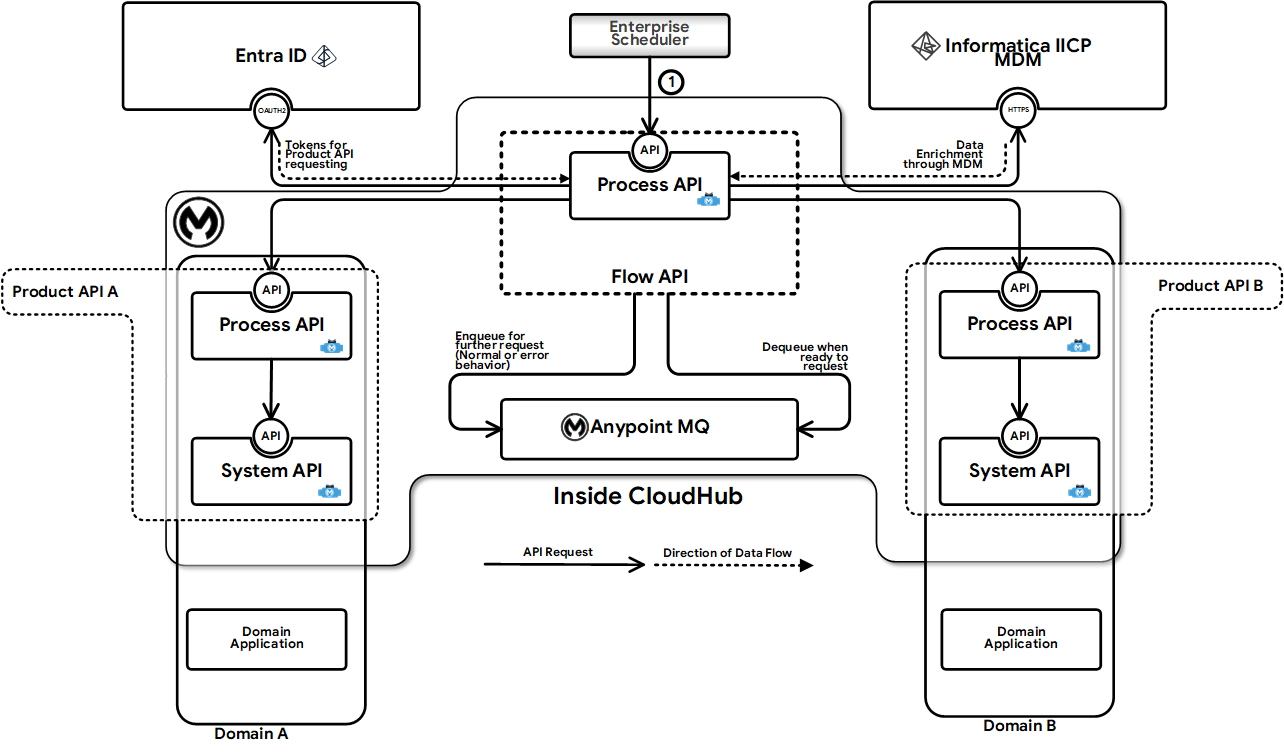 Enterprise
Scheduler
Entra ID
Informatica IICP
MDM
1
OAUTH2
HTTPS
Tokens for
Product API
requesting
API
Data
Enrichment
through MDM
Process API
Flow API
Product API A
API
Process API
API
System API
Product API B
API
Process API
API
System API
Enqueue for
further request
(Normal or error
behavior)
Dequeue when
ready to
request
Anypoint MQ
Inside CloudHub
API Request
Direction of Data Flow
Domain
Application
Domain
Application
Domain A
Domain B